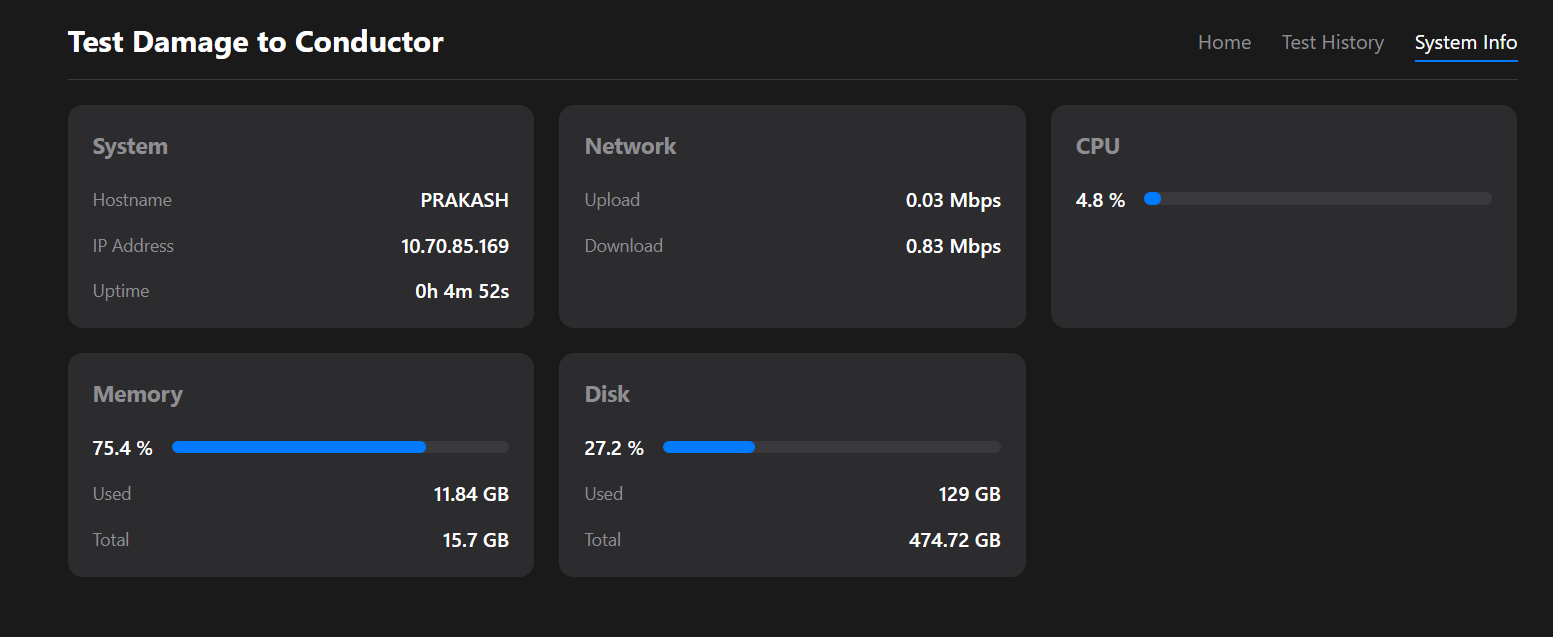 Test Damage to Conductor
Home Test History System Info
System
Hostname PRAKASH
IP Address 10.70.85.169
Uptime 0h 4m 52s
Network
Upload 0.03 Mbps
Download 0.83 Mbps
CPU
4.8 %
Memory
75.4 %
Used 11.84 GB
Total 15.7 GB
Disk
27.2 %
Used 129 GB
Total 474.72 GB